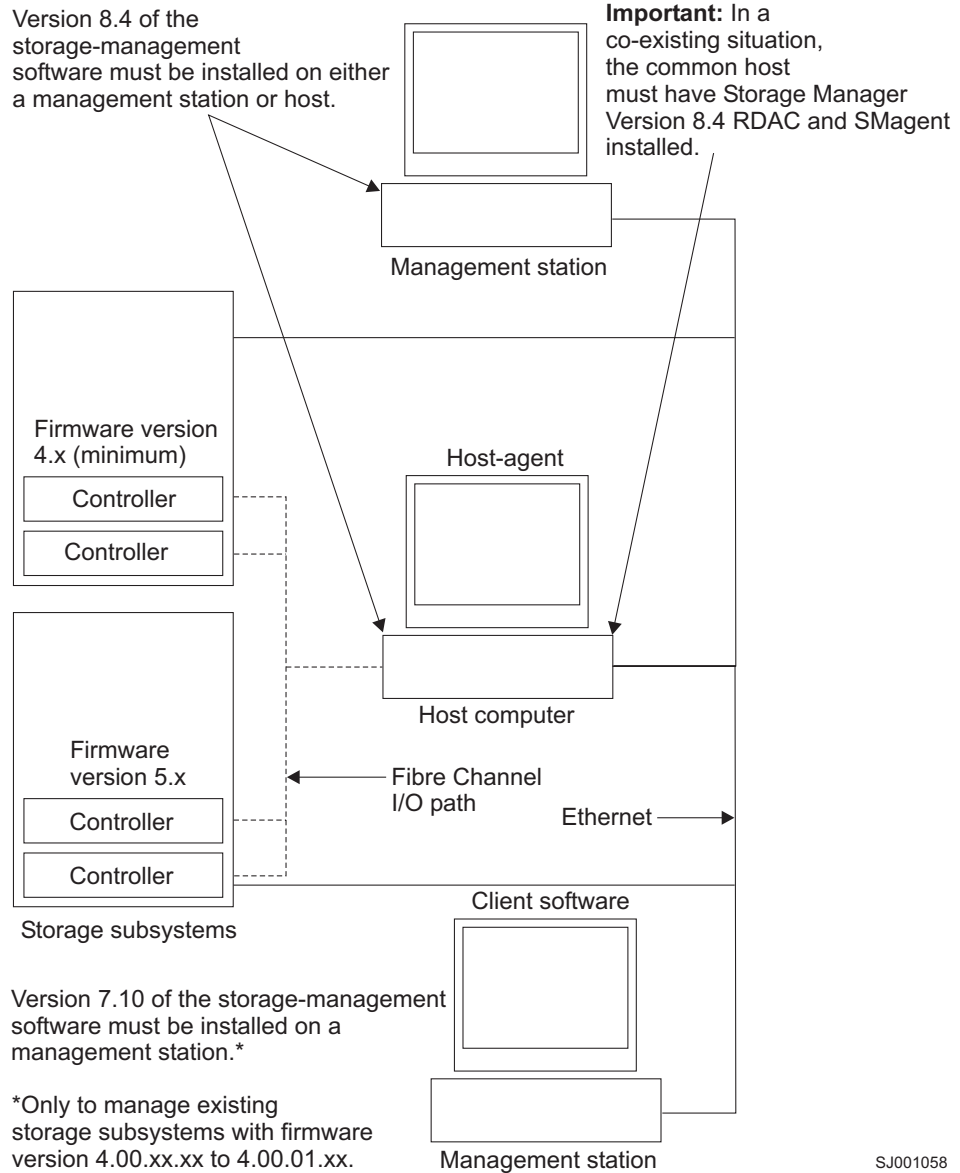 Version 8.4 of the
storage-management
software must be installed on either
a management station or host.
Important: In a
co-existing situation,
the common host
must have Storage Manager
Version 8.4 RDAC and SMagent
installed.
Management station
Firmware version
4.x (minimum)
Controller
Controller
Host-agent
Host computer
Firmware
version 5.x
Controller
Controller
Fibre Channel
I/O path
Ethernet
Storage subsystems
Client software
Version 7.10 of the storage-management
software must be installed on a
management station.*
*Only to manage existing
storage subsystems with firmware
version 4.00.xx.xx to 4.00.01.xx.
Management station
SJ001058